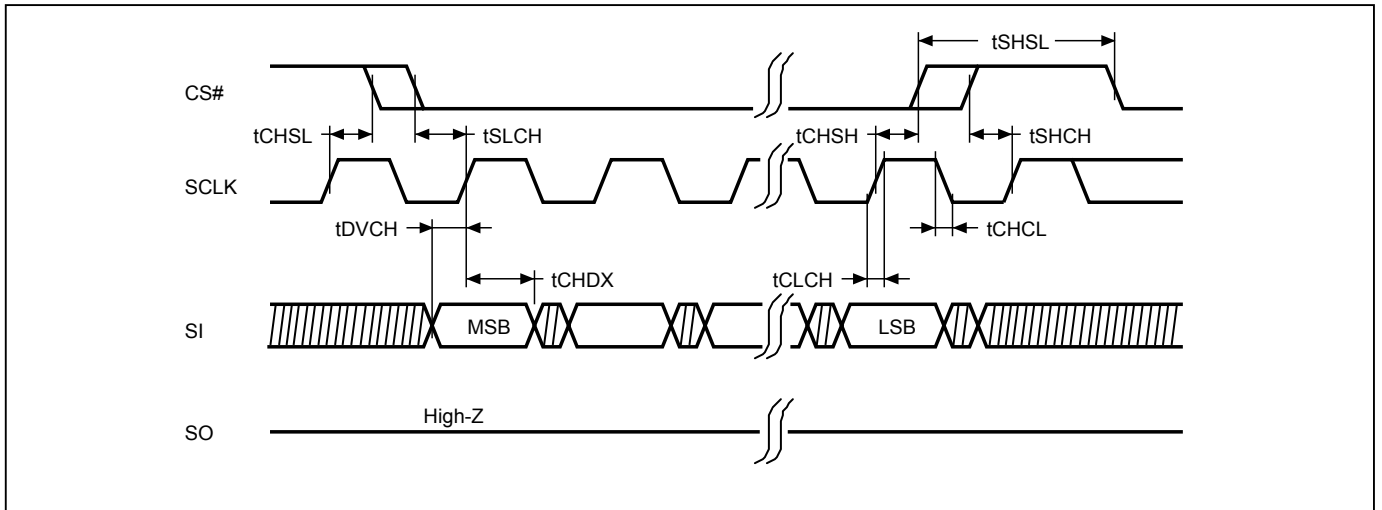 tSHSL
CS#
tCHSL
tSLCH
tCHSH
tSHCH
SCLK
tDVCH
tCHCL
tCHDX
tCLCH
SI
MSB
LSB
High-Z
SO